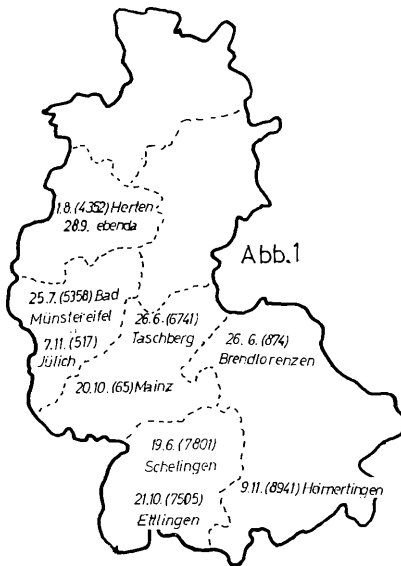 1.8. (4352) Herten
28.9. ebenda
Abb.1
25.7. (5358) Bad
Münstereifel
26.6. (6741)
Taschberg
26. 6. (874)
Brendlorenzen
7.11. (517)
Jülich
20.10. (65) Mainz
19.6. (7801)
Schelingen
9.11. (8941) Hömertingen
21.10. (7505)
Ettlingen